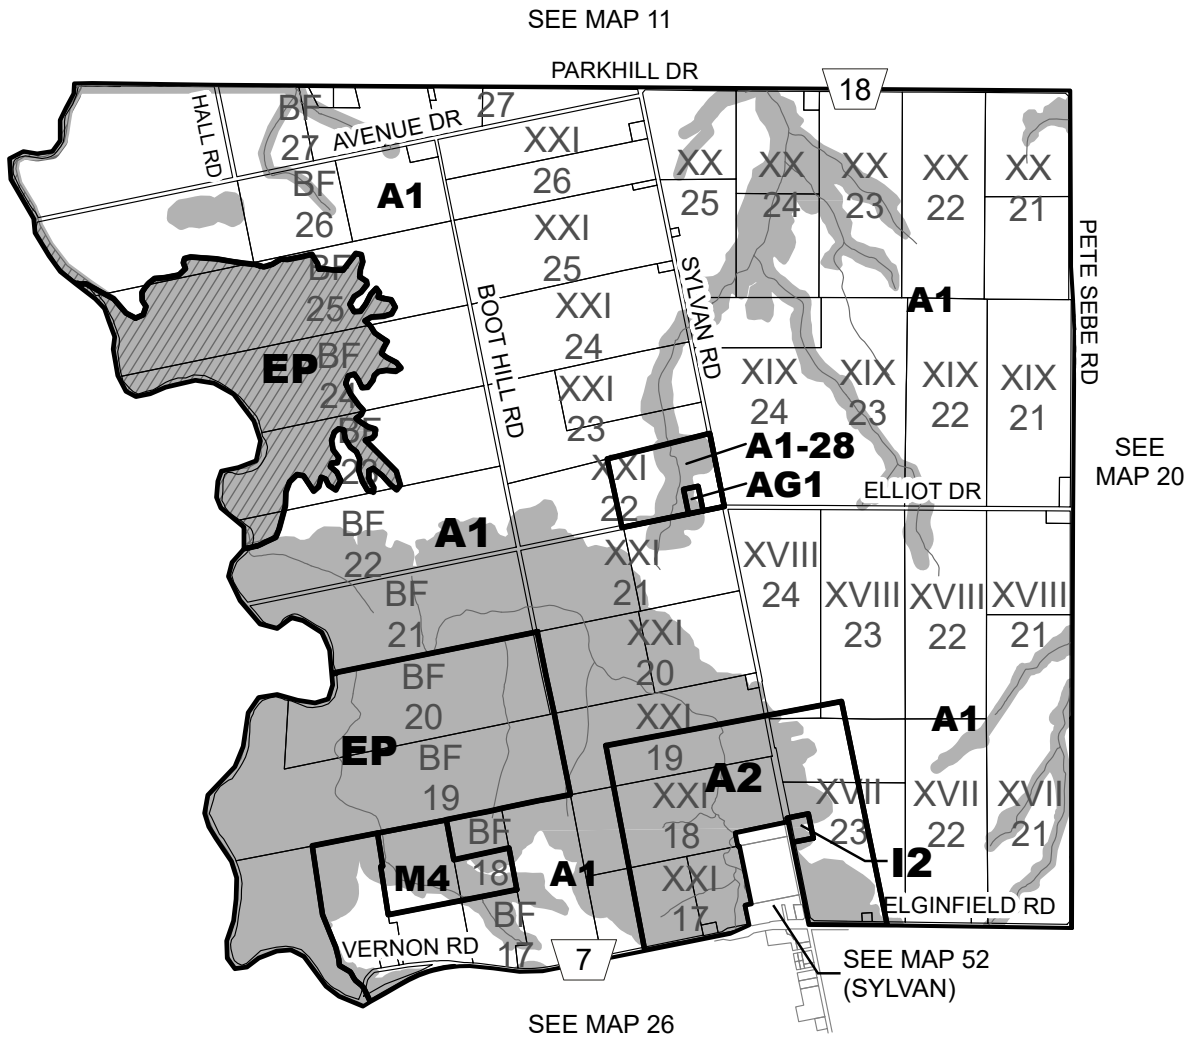 SEE MAP 11
PARKHILL DR
18
HALL RD
BF
27
AVENUE DR
27
BF
26
A1
XXI
26
XX
25
XX
24
XX
23
XX
22
XX
21
XXI
25
BF
25
SYLVAN RD
PETE SEBE RD
BOOT HILL RD
XXI
24
A1
EP
BF
24
XXI
23
XIX
24
XIX
23
XIX
22
XIX
21
BF
23
A1-28
SEE
MAP 20
XXI
22
AG1
ELLIOT DR
BF
22
A1
XXI
21
XVIII
24
XVIII
23
XVIII
22
XVIII
21
BF
21
XXI
20
BF
20
XXI
19
A1
EP
BF
19
A2
XXI
18
XVII
23
XVII
22
XVII
21
BF
18
M4
A1
I2
XXI
17
BF
17
ELGINFIELD RD
VERNON RD
7
SEE MAP 52
(SYLVAN)
SEE MAP 26